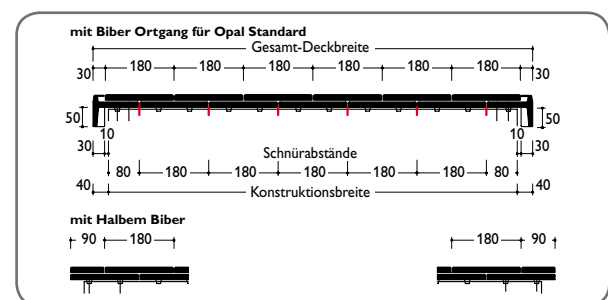 mit Biber Ortgang für Opal Standard
Gesamt-Deckbreite
30 180 180 180 180 180 180 30
50 50
10 10
30 Schnürabstände 30
80 180 180 180 180 180 80
40 Konstruktionsbreite 40
mit Halbem Biber
90 180 180 90